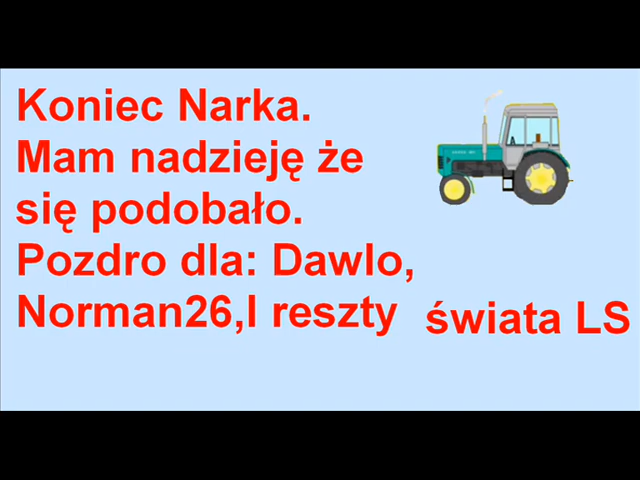 Koniec Narka.
Mam nadzieję że
się podobało.
Pozdro dla: Dawlo,
Norman26,I reszty świata LS